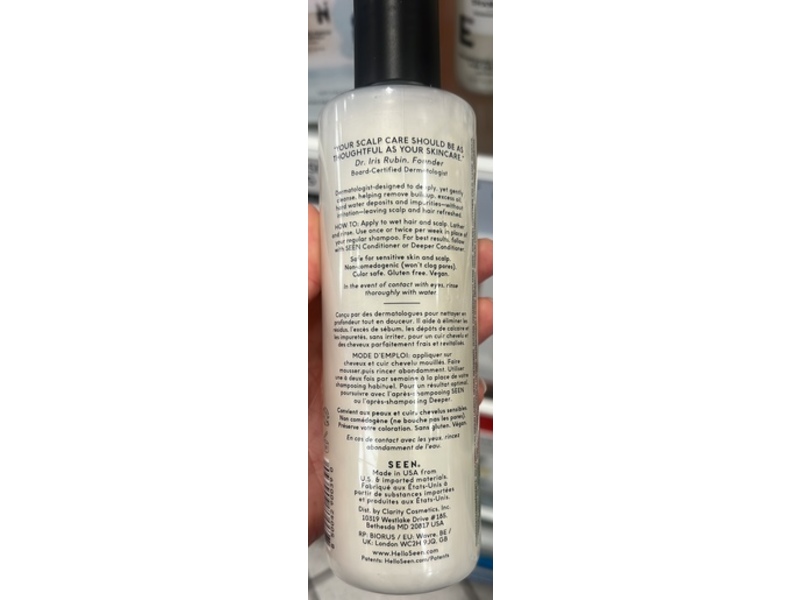 "YOUR SCALP CARE SHOULD BE AS
THOUGHTFUL AS YOUR SKINCARE."
Dr. Iris Rubin, Founder
Board-Certified Dermatologist
Dermatologist-designed to deeply, yet gently
cleanse, helping remove buildup, excess oil,
hard water deposits and impurities—without
irritation—leaving scalp and hair refreshed.
HOW TO: Apply to wet hair and scalp. Lather
and rinse. Use once or twice per week in place of
your regular shampoo. For best results, follow
with SEEN Conditioner or Deeper Conditioner.
Safe for sensitive skin and scalp.
Non-comedogenic (won't clog pores).
Color safe. Gluten free. Vegan.
In the event of contact with eyes, rinse
thoroughly with water.
Conçu par des dermatologues pour nettoyer en
profondeur tout en douceur. Il aide à éliminer les
résidus, l'excès de sébum, les dépôts de calcaire et
les impuretés, sans irriter, pour un cuir chevelu et
des cheveux parfaitement frais et revitalisés.
MODE D'EMPLOI: appliquer sur
cheveux et cuir chevelu mouillés. Faire
mousser,puis rincer abondamment. Utiliser
une à deux fois par semaine à la place de votre
shampooing habituel. Pour un résultat optimal,
poursuivre avec l'après-shampooing SEEN
ou l'après-shampooing Deeper.
Convient aux peaux et cuirs chevelus sensibles.
Non comédogène (ne bouche pas les pores).
Préserve votre coloration. Sans gluten. Végan.
En cas de contact avec les yeux, rincez
abondamment de l'eau.
SEEN.
Made in USA from
U.S. & imported materials.
Fabriqué aux États-Unis à
partir de substances importées
et produites aux États-Unis.
Dist. by Clarity Cosmetics, Inc.
10319 Westlake Drive #185,
Bethesda MD 20817 USA
RP: BIORUS / EU: Wavre, BE /
UK: London WC2H 9JQ, GB
www.HelloSeen.com
Patents: HelloSeen.com/Patents